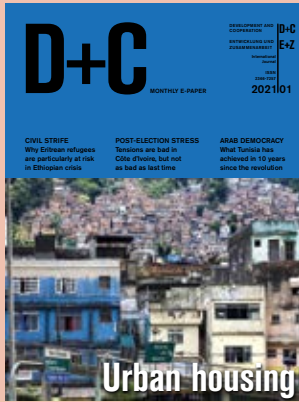 D+C
MONTHLY E-PAPER
DEVELOPMENT AND
COOPERATION
ENTWICKLUNG UND
ZUSAMMENARBEIT
D+C
E+Z
International
Journal
ISSN
2021|01
CIVIL STRIFE
Why Eritrean refugees
are particularly at risk
in Ethiopian crisis
POST-ELECTION STRESS
Tensions are bad in
Côte d'Ivoire, but not
as bad as last time
ARAB DEMOCRACY
What Tunisia has
achieved in 10 years
since the revolution
Urban housing